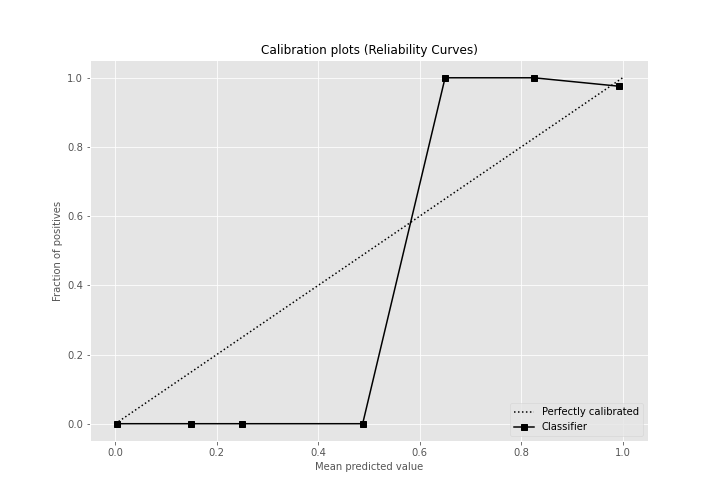 Calibration plots (Reliability Curves)
1.0
0.8
0.6
0.4
0.2
0.0
Fraction of positives
0.0 0.2 0.4 0.6 0.8 1.0
Mean predicted value
Perfectly calibrated
Classifier